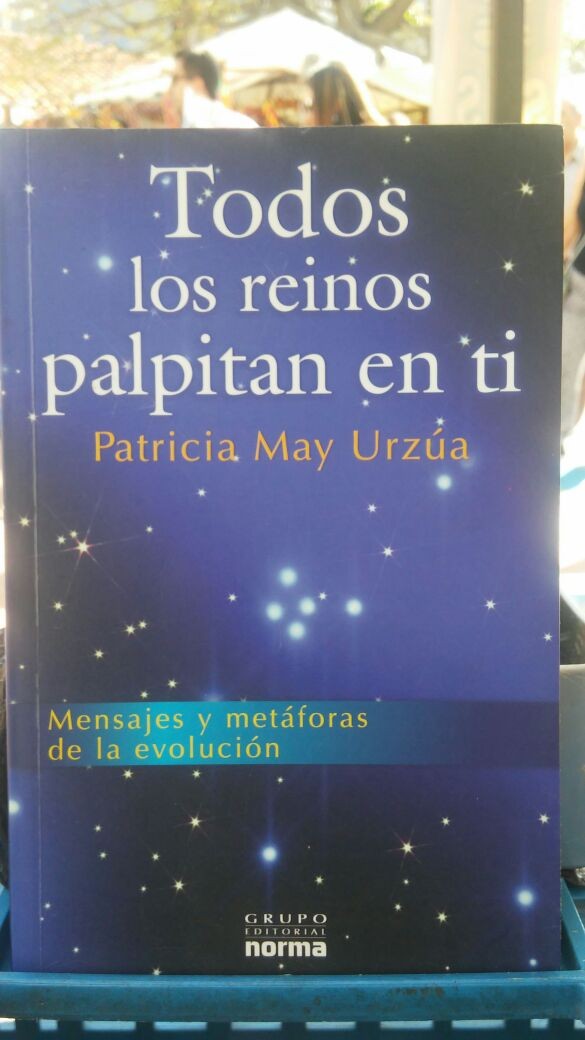 Todos
los reinos
palpitan en ti
Patricia May Urzúa
Mensajes y metáforas
de la evolución
GRUPO
EDITORIAL
norma